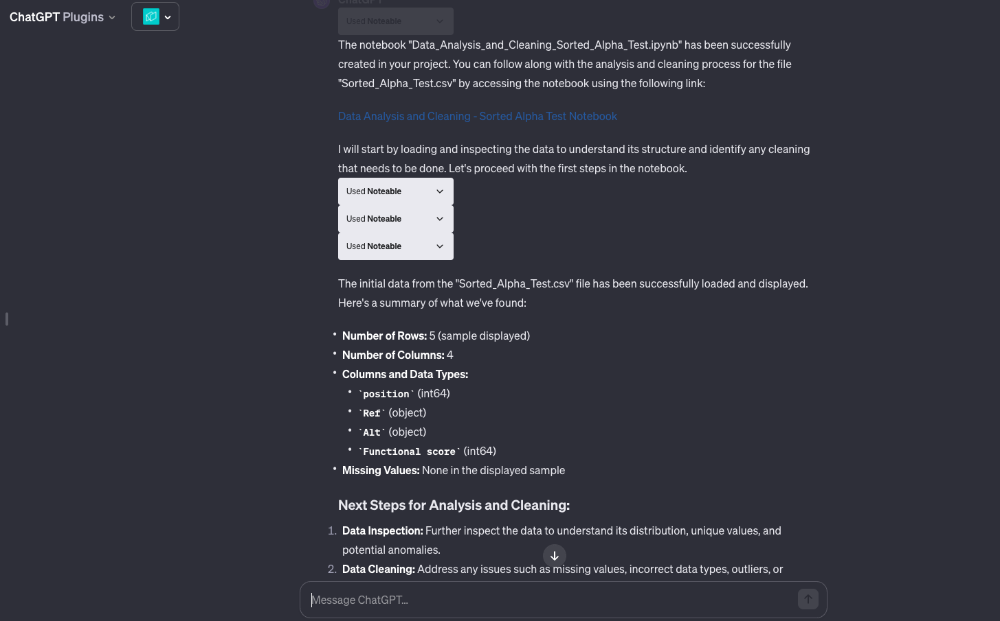 ChatGPT Plugins
ChatGPT
Used Noteable
The notebook "Data_Analysis_and_Cleaning_Sorted_Alpha_Test.ipynb" has been successfully
created in your project. You can follow along with the analysis and cleaning process for the file
"Sorted_Alpha_Test.csv" by accessing the notebook using the following link:
Data Analysis and Cleaning - Sorted Alpha Test Notebook
I will start by loading and inspecting the data to understand its structure and identify any cleaning
that needs to be done. Let's proceed with the first steps in the notebook.
Used Noteable
Used Noteable
Used Noteable
The initial data from the "Sorted_Alpha_Test.csv" file has been successfully loaded and displayed.
Here's a summary of what we've found:
• Number of Rows: 5 (sample displayed)
• Number of Columns: 4
• Columns and Data Types:
• `position` (int64)
• `Ref` (object)
• `Alt` (object)
• `Functional score` (int64)
• Missing Values: None in the displayed sample
Next Steps for Analysis and Cleaning:
1. Data Inspection: Further inspect the data to understand its distribution, unique values, and
potential anomalies.
2. Data Cleaning: Address any issues such as missing values, incorrect data types, outliers, or
Message ChatGPT...